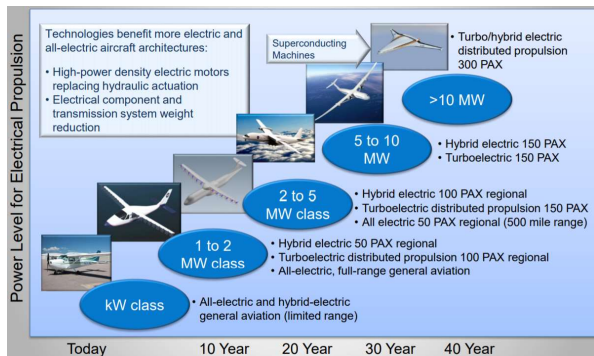 Power Level for Electrical Propulsion
Technologies benefit more electric and
all-electric aircraft architectures:
• High-power density electric motors
replacing hydraulic actuation
• Electrical component and
transmission system weight
reduction
Superconducting
Machines
• Turbo/hybrid electric
distributed propulsion
300 PAX
>10 MW
5 to 10
MW
• Hybrid electric 150 PAX
• Turboelectric 150 PAX
2 to 5
MW class
• Hybrid electric 100 PAX regional
• Turboelectric distributed propulsion 150 PAX
• All electric 50 PAX regional (500 mile range)
1 to 2
MW class
• Hybrid electric 50 PAX regional
• Turboelectric distributed propulsion 100 PAX regional
• All-electric, full-range general aviation
kW class
• All-electric and hybrid-electric
general aviation (limited range)
Today 10 Year 20 Year 30 Year 40 Year